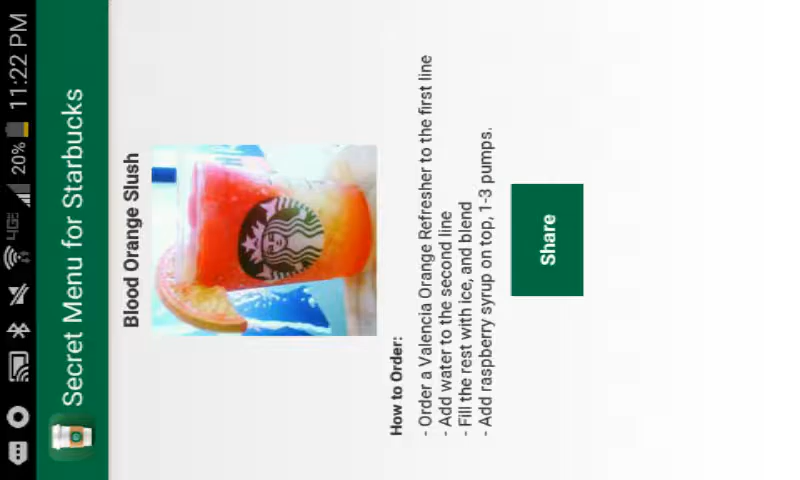 20% 11:22 PM
Secret Menu for Starbucks
Blood Orange Slush
How to Order:
- Order a Valencia Orange Refresher to the first line
- Add water to the second line
- Fill the rest with ice, and blend
- Add raspberry syrup on top, 1-3 pumps.
Share